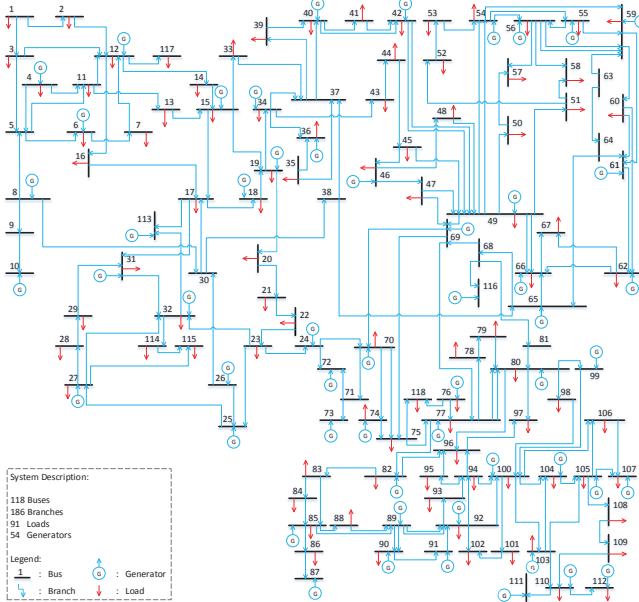 1 2
3 12 117
4 11 14
5 6 7 13 15
16
8 17 18
9 113
10 30
31
29 32
28 114 115 23
27 26
25
39 40 41 42 53 54 56 55 59
33 44 52 57 58
37 43 63 60
34 48 50 51
36 45 64
19 35 46 47 61
38 49
20 69 67
68 66 62
21 116 65
22 79 81
24 70 78 80 99
72 71 118 76 98
73 74 75 77 97 106
96
83 82 95 94 100 104 105 107
84 93 108
85 88 89 92 109
86 90 91 102 101 103
87 111 110 112
G
System Description:
118 Buses
186 Branches
91 Loads
54 Generators
Legend:
1 : Bus G : Generator
: Branch : Load